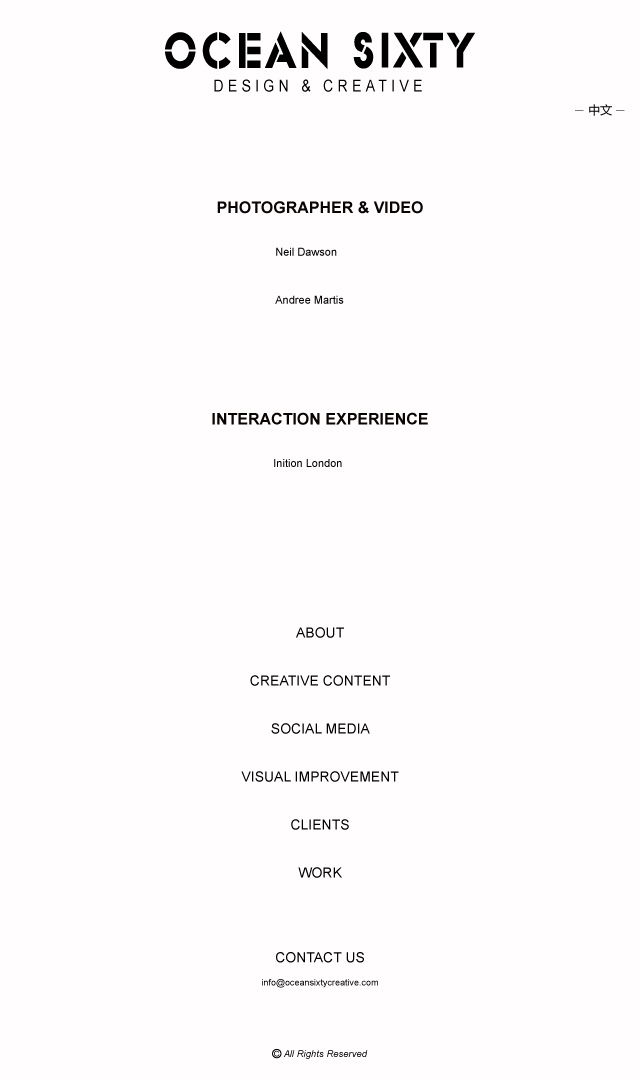 OCEAN SIXTY
DESIGN & CREATIVE
— 中文 —
PHOTOGRAPHER & VIDEO
Neil Dawson
Andree Martis
INTERACTION EXPERIENCE
Inition London
ABOUT
CREATIVE CONTENT
SOCIAL MEDIA
VISUAL IMPROVEMENT
CLIENTS
WORK
CONTACT US
info@oceansixtycreative.com
© All Rights Reserved